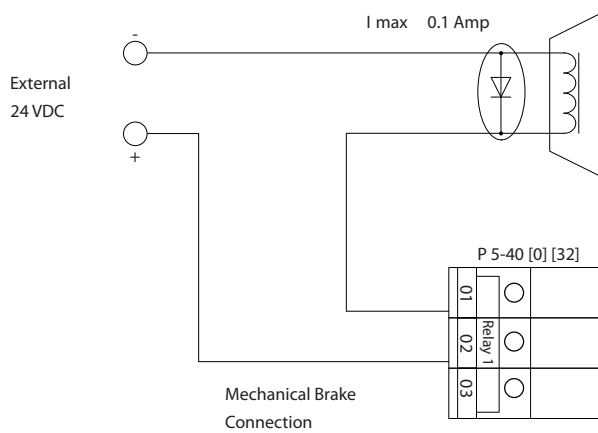 I max 0.1 Amp
-
External
24 VDC
+
P 5-40 [0] [32]
01
02
03
Relay 1
Mechanical Brake
Connection